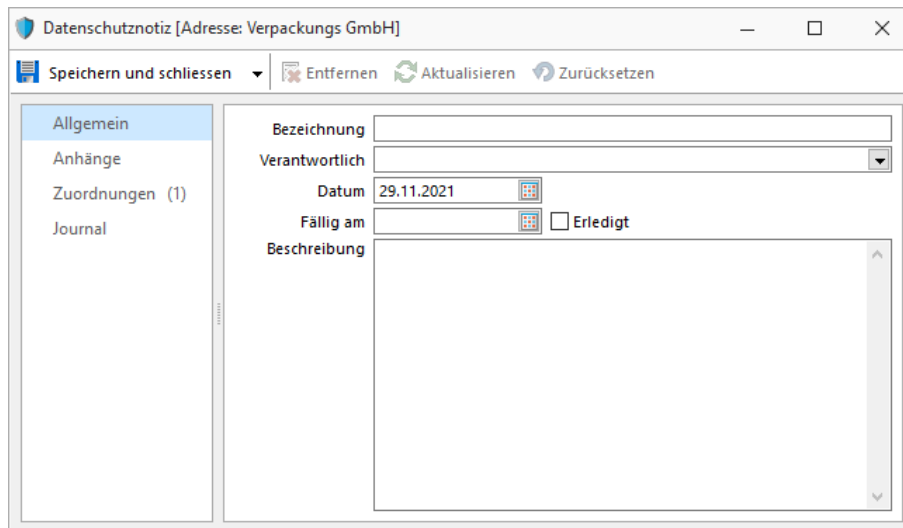 Datenschutznotiz [Adresse: Verpackungs GmbH]
Speichern und schliessen Entfernen Aktualisieren Zurücksetzen
Allgemein
Anhänge
Zuordnungen (1)
Journal
Bezeichnung
Verantwortlich
Datum 29.11.2021
Fällig am Erledigt
Beschreibung